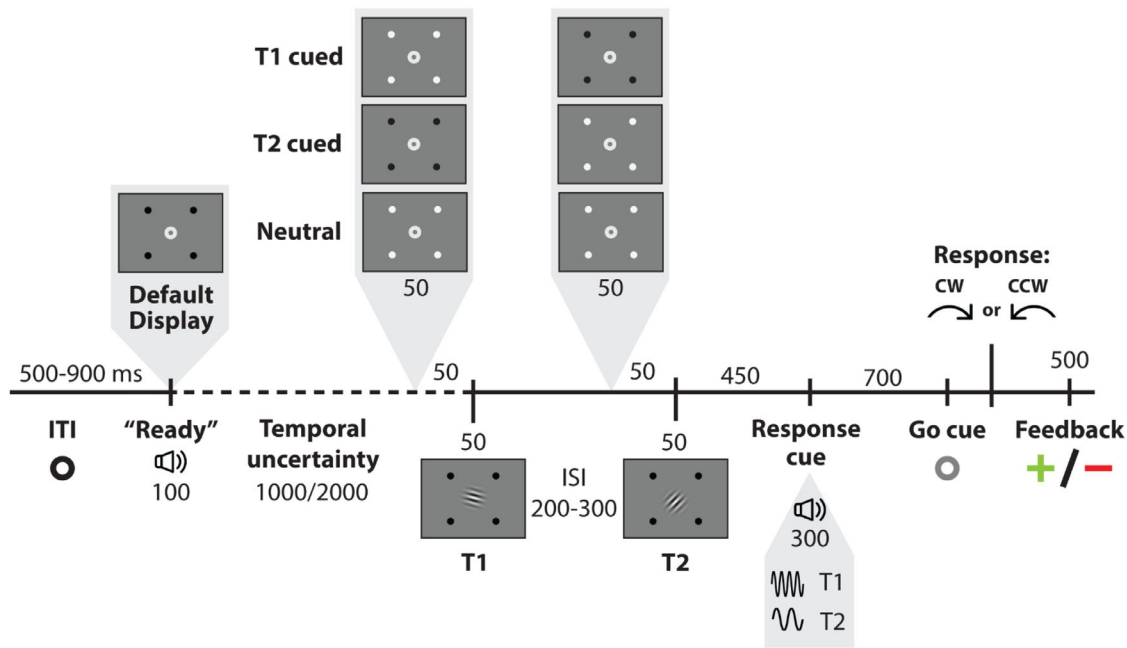 T1 cued
T2 cued
Neutral
50
50
Default
Display
Response:
CW
or
CCW
500-900 ms
50
50
450
700
500
ITI
“Ready”
100
Temporal
uncertainty
1000/2000
50
T1
ISI
200-300
50
T2
Response
cue
300
T1
T2
Go cue
Feedback
+/−